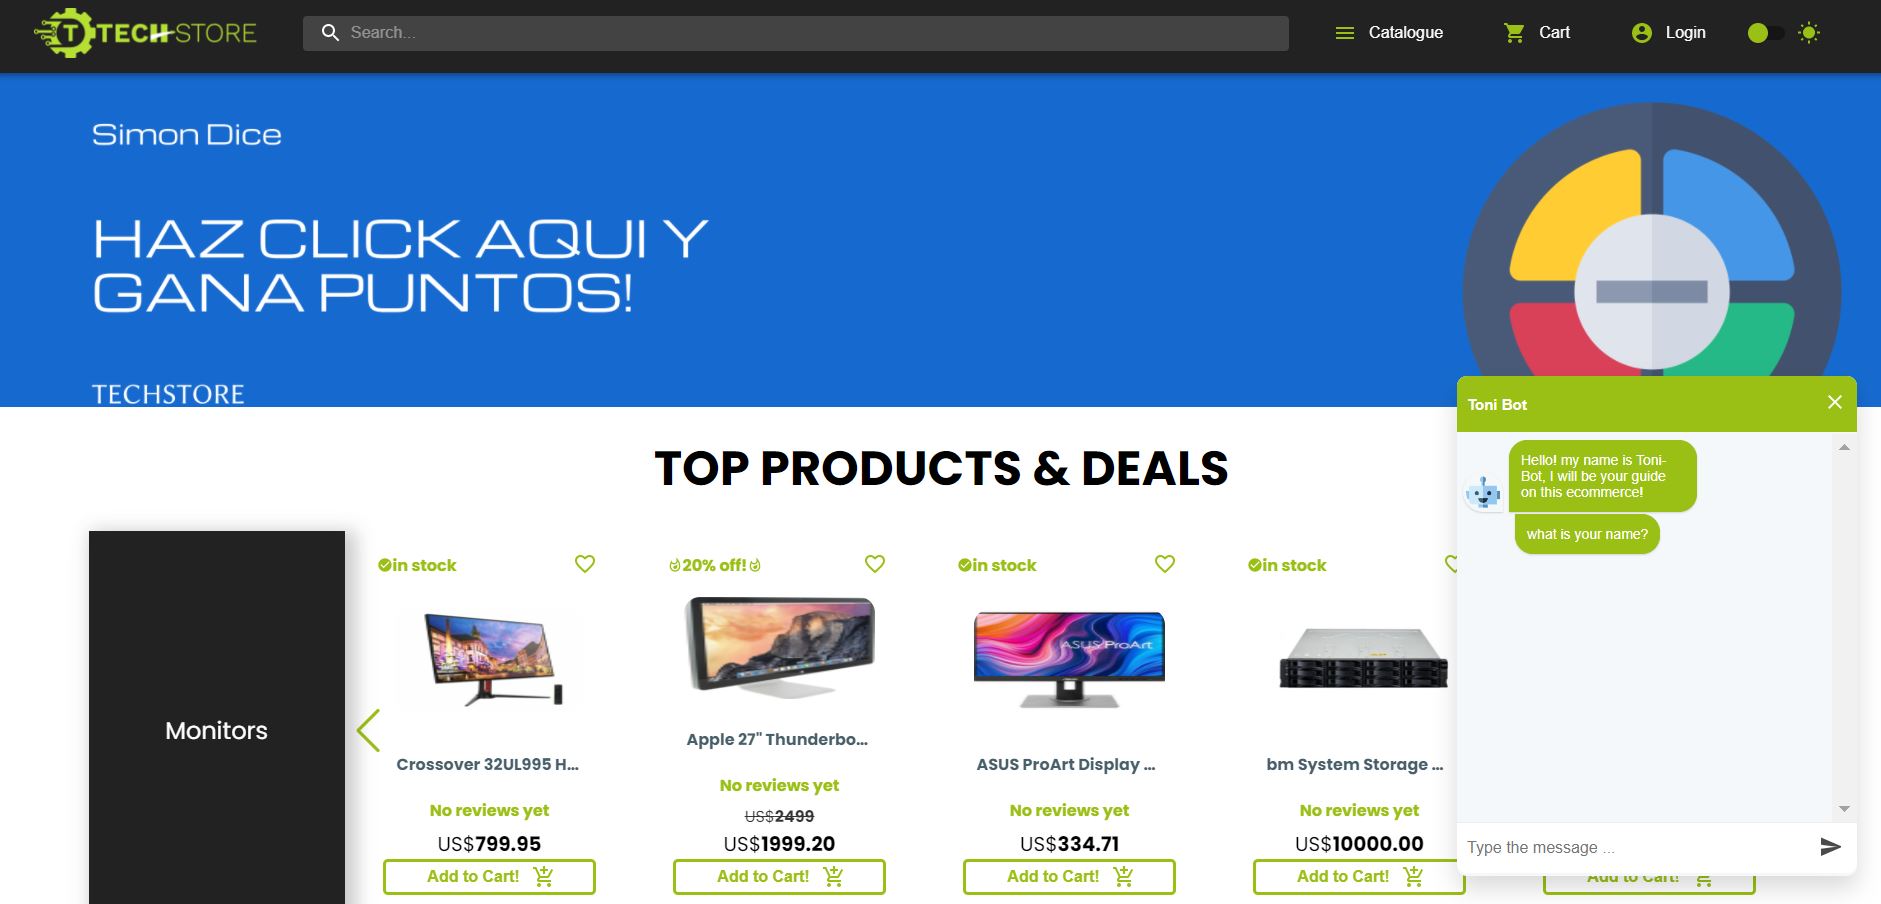 TECH-STORE
Search...
Catalogue
Cart
Login
Simon Dice
HAZ CLICK AQUI Y
GANA PUNTOS!
TECHSTORE
TOP PRODUCTS & DEALS
Monitors
in stock
Crossover 32UL995 H...
No reviews yet
US$799.95
Add to Cart!
20% off!
Apple 27" Thunderbo...
No reviews yet
US$2499
US$1999.20
Add to Cart!
in stock
ASUS ProArt
ASUS ProArt Display ...
No reviews yet
US$334.71
Add to Cart!
in stock
bm System Storage ...
No reviews yet
US$10000.00
Add to Cart!
Add to Cart!
Toni Bot
Hello! my name is Toni-
Bot, I will be your guide
on this ecommerce!
what is your name?
Type the message ...